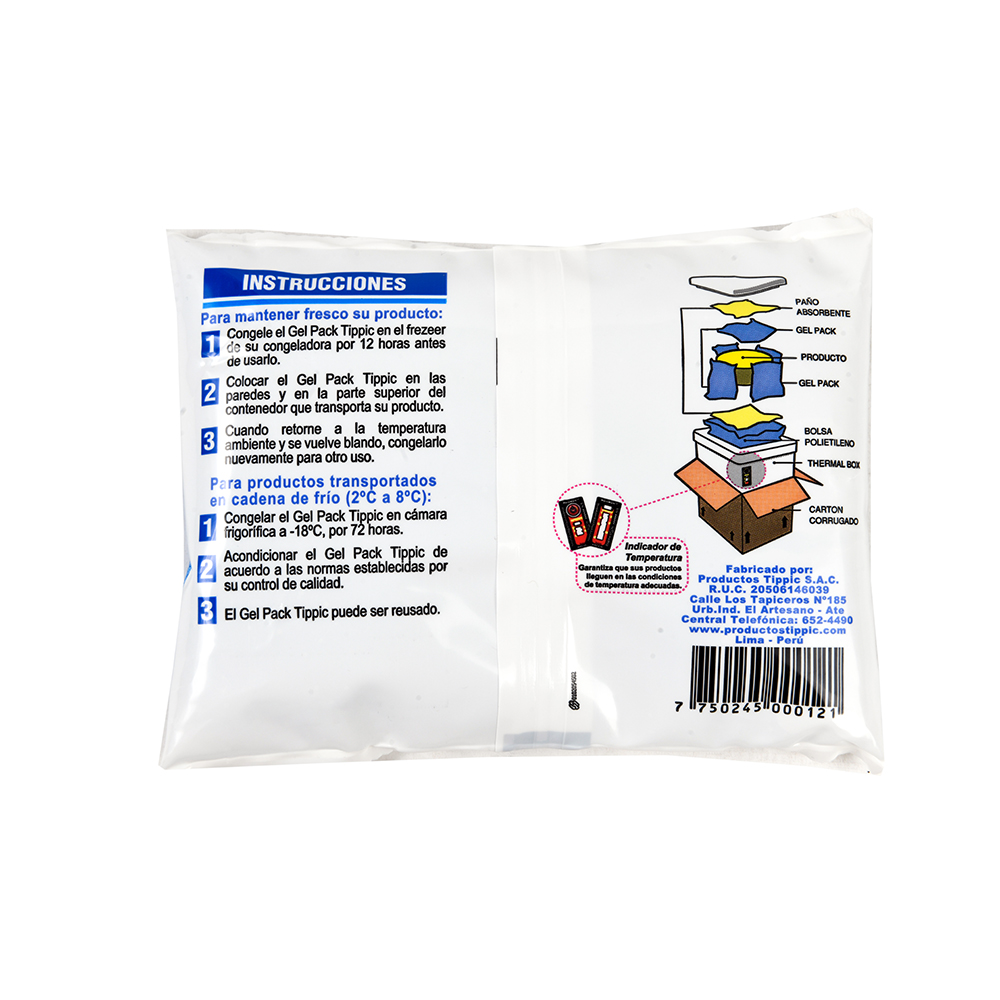 INSTRUCCIONES
Para mantener fresco su producto:
1 Congele el Gel Pack Tippic en el frezeer
de su congeladora por 12 horas antes
de usarlo.
2 Colocar el Gel Pack Tippic en las
paredes y en la parte superior del
contenedor que transporta su producto.
3 Cuando retorne a la temperatura
ambiente y se vuelve blando, congelarlo
nuevamente para otro uso.
Para productos transportados
en cadena de frío (2ºC a 8ºC):
1 Congelar el Gel Pack Tippic en cámara
frigorífica a -18ºC, por 72 horas.
2 Acondicionar el Gel Pack Tippic de
acuerdo a las normas establecidas por
su control de calidad.
3 El Gel Pack Tippic puede ser reusado.
PAÑO
ABSORBENTE
GEL PACK
PRODUCTO
GEL PACK
BOLSA
POLIETILENO
THERMAL BOX
CARTON
CORRUGADO
Indicador de
Temperatura
Garantiza que sus productos
lleguen en las condiciones
de temperatura adecuadas.
Fabricado por:
Productos Tippic S.A.C.
R.U.C. 20506146039
Calle Los Tapiceros Nº185
Urb.Ind. El Artesano - Ate
Central Telefónica: 652-4490
www.productostippic.com
Lima - Perú
7 750245 000121